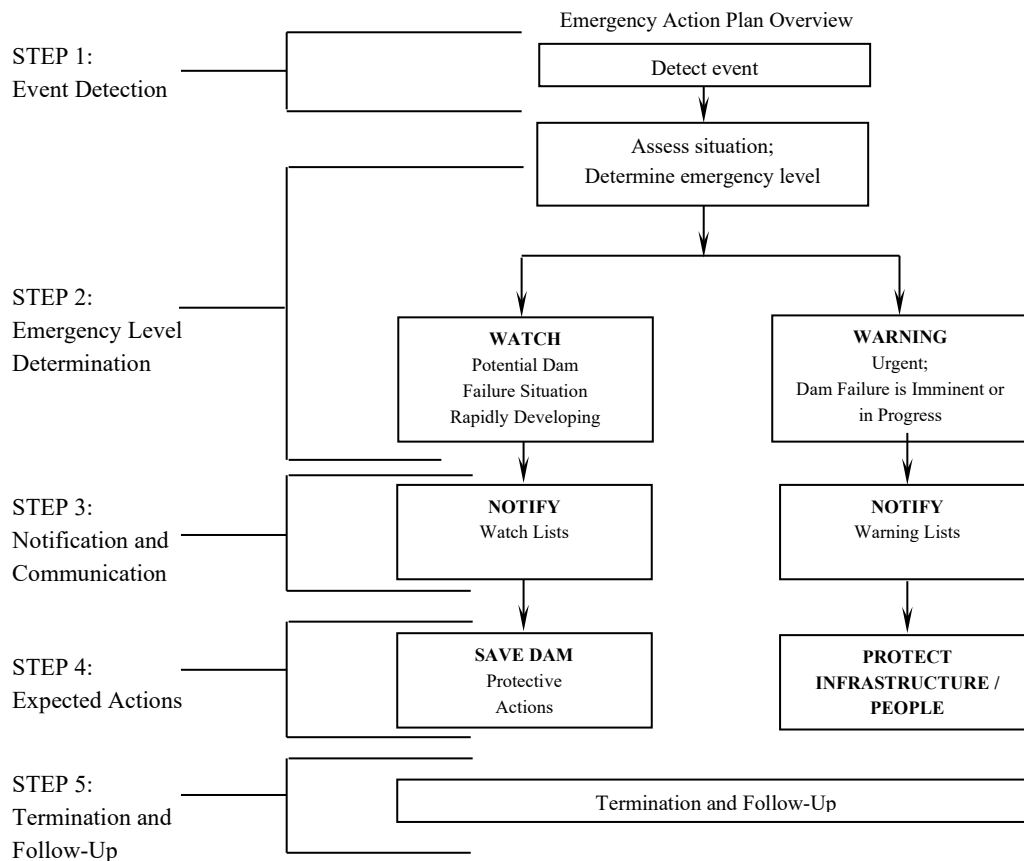 Emergency Action Plan Overview
STEP 1:
Event Detection
Detect event
Assess situation;
Determine emergency level
STEP 2:
Emergency Level
Determination
WATCH
Potential Dam
Failure Situation
Rapidly Developing
WARNING
Urgent;
Dam Failure is Imminent or
in Progress
STEP 3:
Notification and
Communication
NOTIFY
Watch Lists
NOTIFY
Warning Lists
STEP 4:
Expected Actions
SAVE DAM
Protective
Actions
PROTECT
INFRASTRUCTURE /
PEOPLE
STEP 5:
Termination and
Follow-Up
Termination and Follow-Up